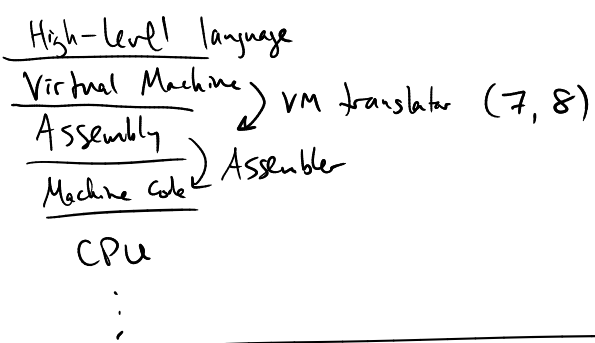 High-level language
Virtual Machine
VM translator (7, 8)
Assembly
Assembler
Machine Code
CPU